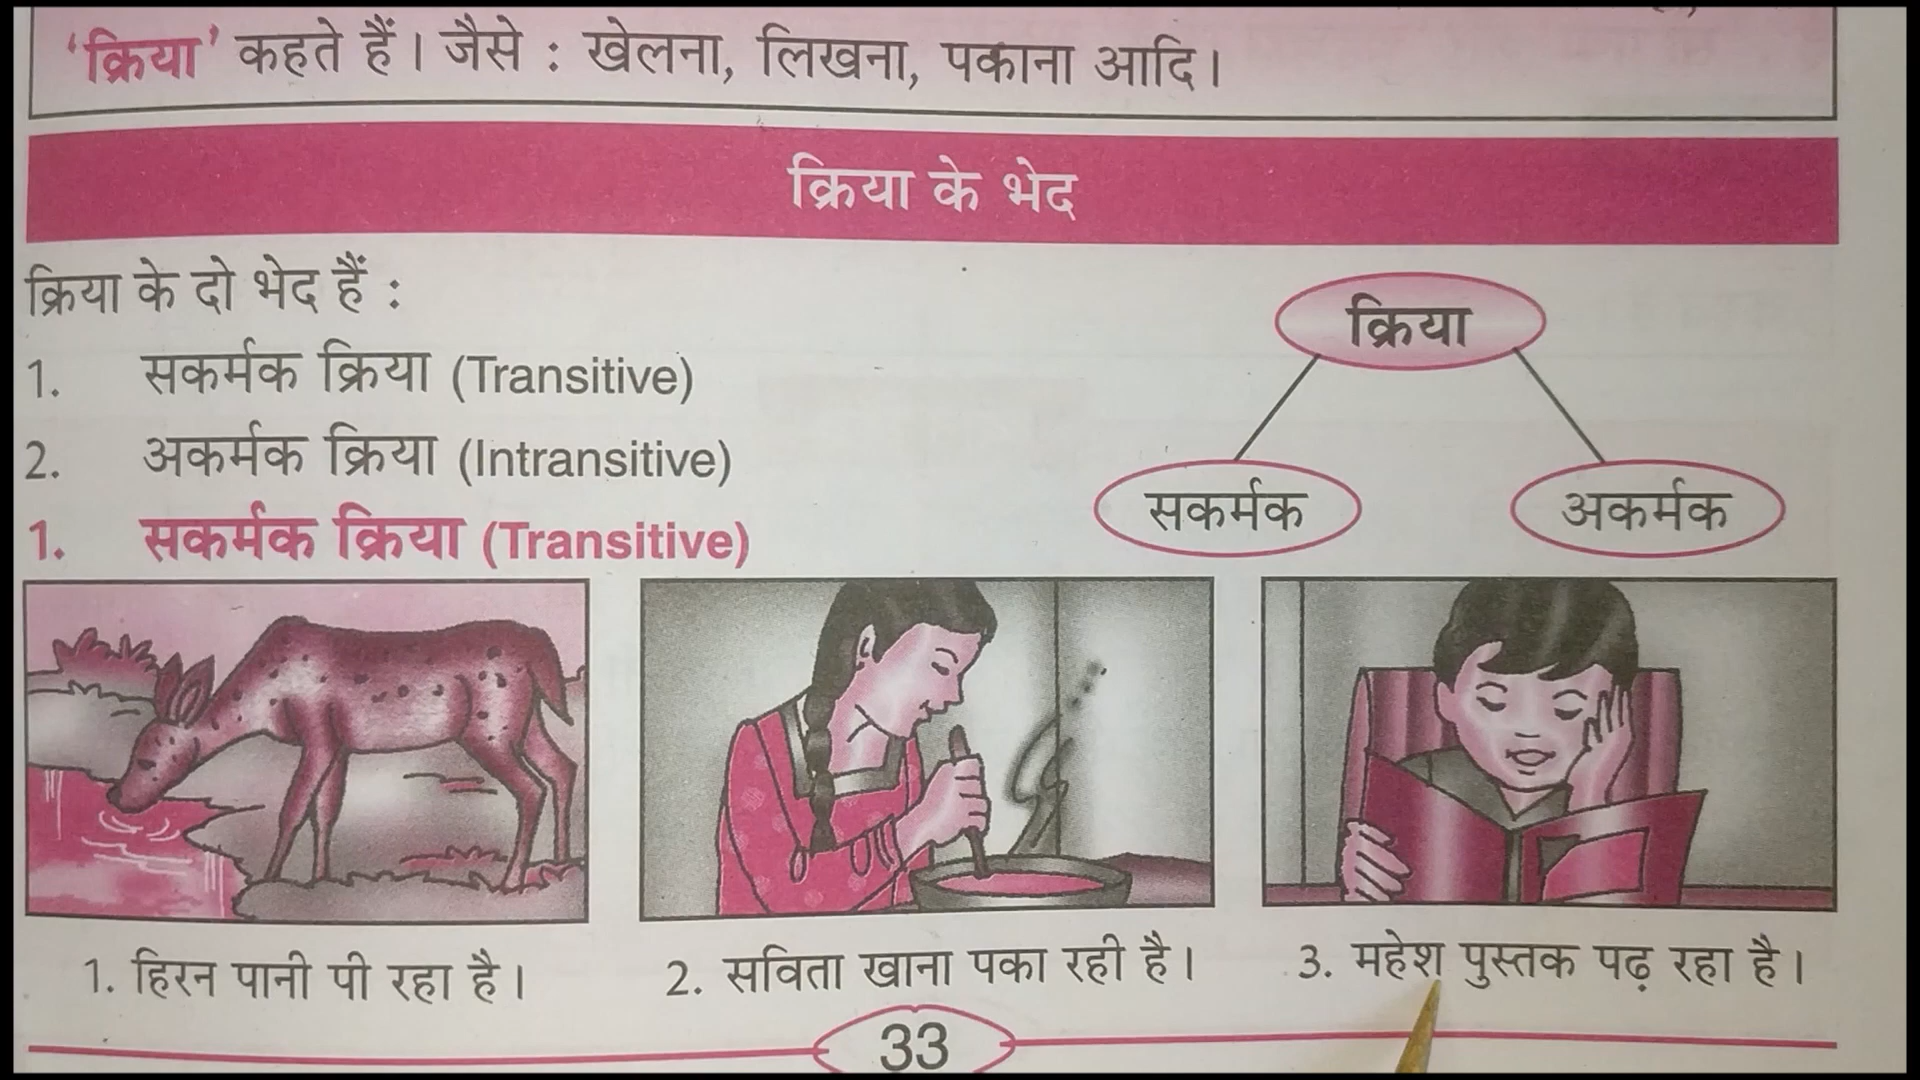 ‘क्रिया’ कहते हैं। जैसे : खेलना, लिखना, पकाना आदि।
क्रिया के भेद
क्रिया के दो भेद हैं :
1. सकर्मक क्रिया (Transitive)
2. अकर्मक क्रिया (Intransitive)
क्रिया
सकर्मक अकर्मक
1. सकर्मक क्रिया (Transitive)
1. हिरन पानी पी रहा है।
2. सविता खाना पका रही है।
3. महेश पुस्तक पढ़ रहा है।
33